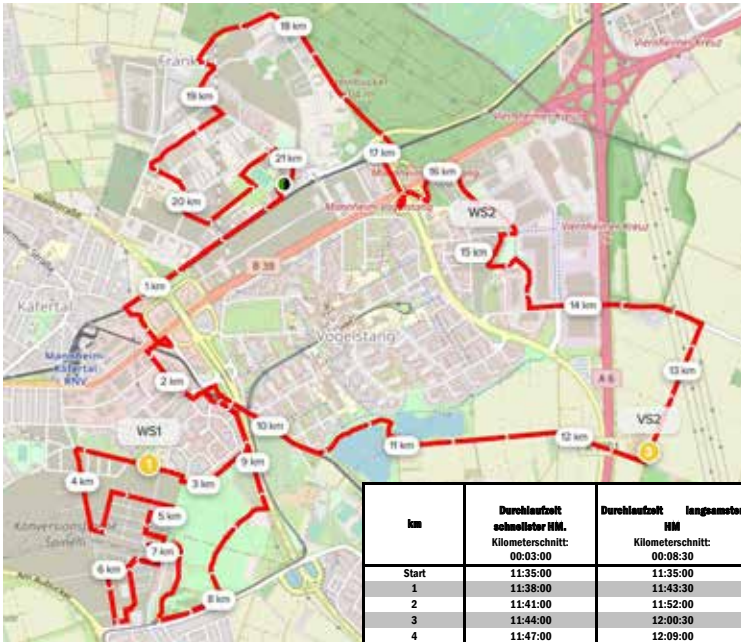 18 km
Franken
19 km
21 km
20 km
17 km
16 km
WS2
15 km
Viernheimer Kreuz
Viernheimer Kreuz
Mannheim-Vogelstang
B 38
1 km
Käfertal
Vogelstang
14 km
13 km
Mannheim-
Käfertal
RNV
2 km
A 6
WS1
10 km
11 km
12 km
VS2
1
3
9 km
3 km
4 km
5 km
7 km
6 km
8 km
km
Durchlaufzeit
schnellster HM.
Kilometerschnitt:
00:03:00
Durchlaufzeit langsamster
HM
Kilometerschnitt:
00:08:30
Start 11:35:00 11:35:00
1 11:38:00 11:43:30
2 11:41:00 11:52:00
3 11:44:00 12:00:30
4 11:47:00 12:09:00